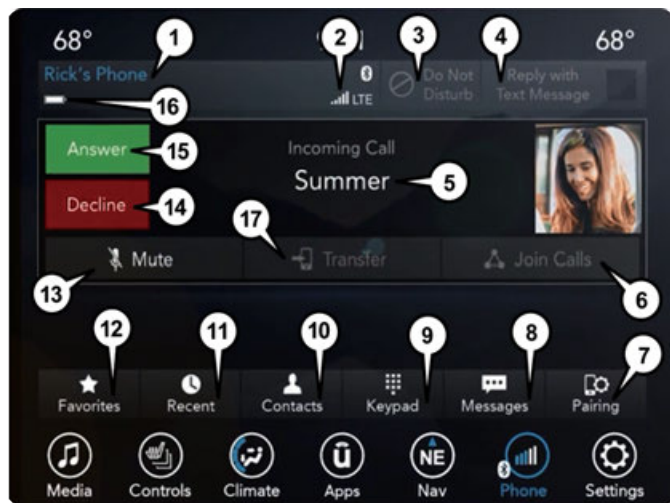 68°
68°
1
2
3
4
Rick's Phone
LTE
Do Not
Disturb
Reply with
Text Message
16
Answer
15
Incoming Call
Summer
5
Decline
14
17
Mute
Transfer
Join Calls
13
6
12
11
10
9
8
7
Favorites
Recent
Contacts
Keypad
Messages
Pairing
ū
NE
Media
Controls
Climate
Apps
Nav
Phone
Settings